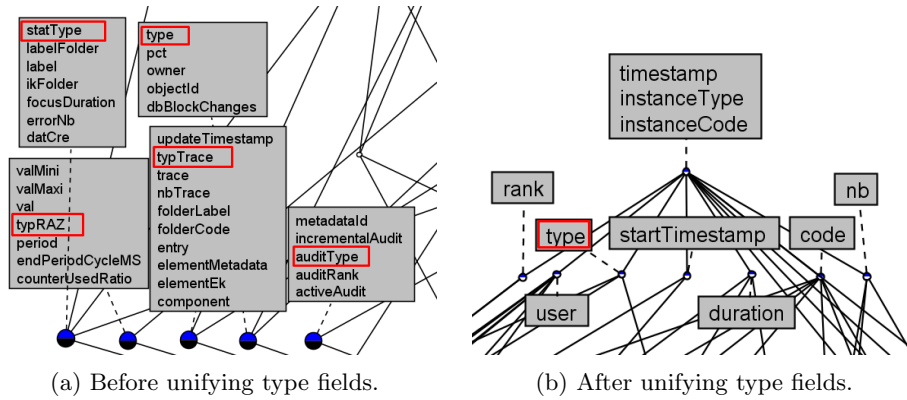 statType
labelFolder
label
ikFolder
focusDuration
errorNb
datCre
type
pct
owner
objectId
dbBlockChanges
valMini
valMaxi
val
typRAZ
period
endPeriodCycleMS
counterUsedRatio
updateTimestamp
typTrace
trace
nbTrace
folderLabel
folderCode
entry
elementMetadata
elementEk
component
metadataId
incrementalAudit
auditType
auditRank
activeAudit
(a) Before unifying type fields.
timestamp
instanceType
instanceCode
rank
nb
type
startTimestamp
code
user
duration
(b) After unifying type fields.